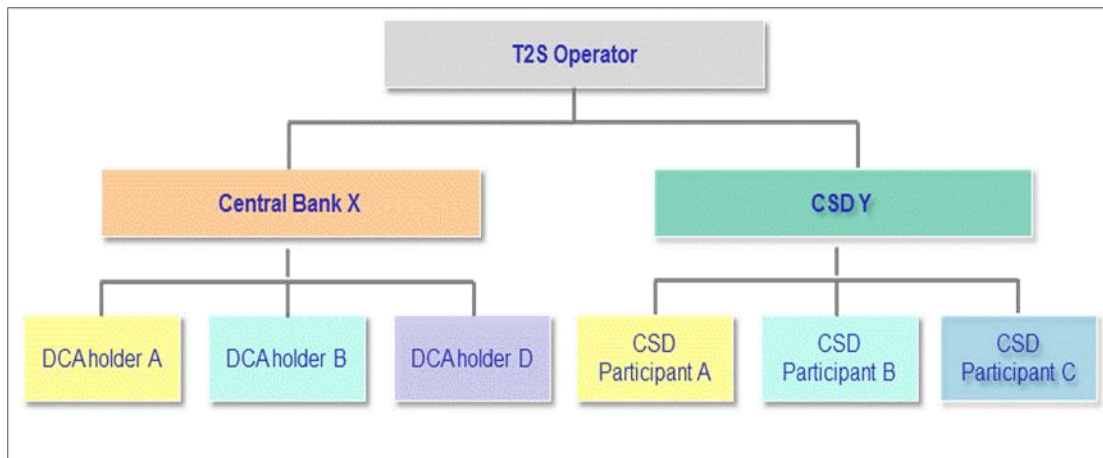 T2S Operator
Central Bank X
CSD Y
DCA holder A
DCA holder B
DCA holder D
CSD
Participant A
CSD
Participant B
CSD
Participant C